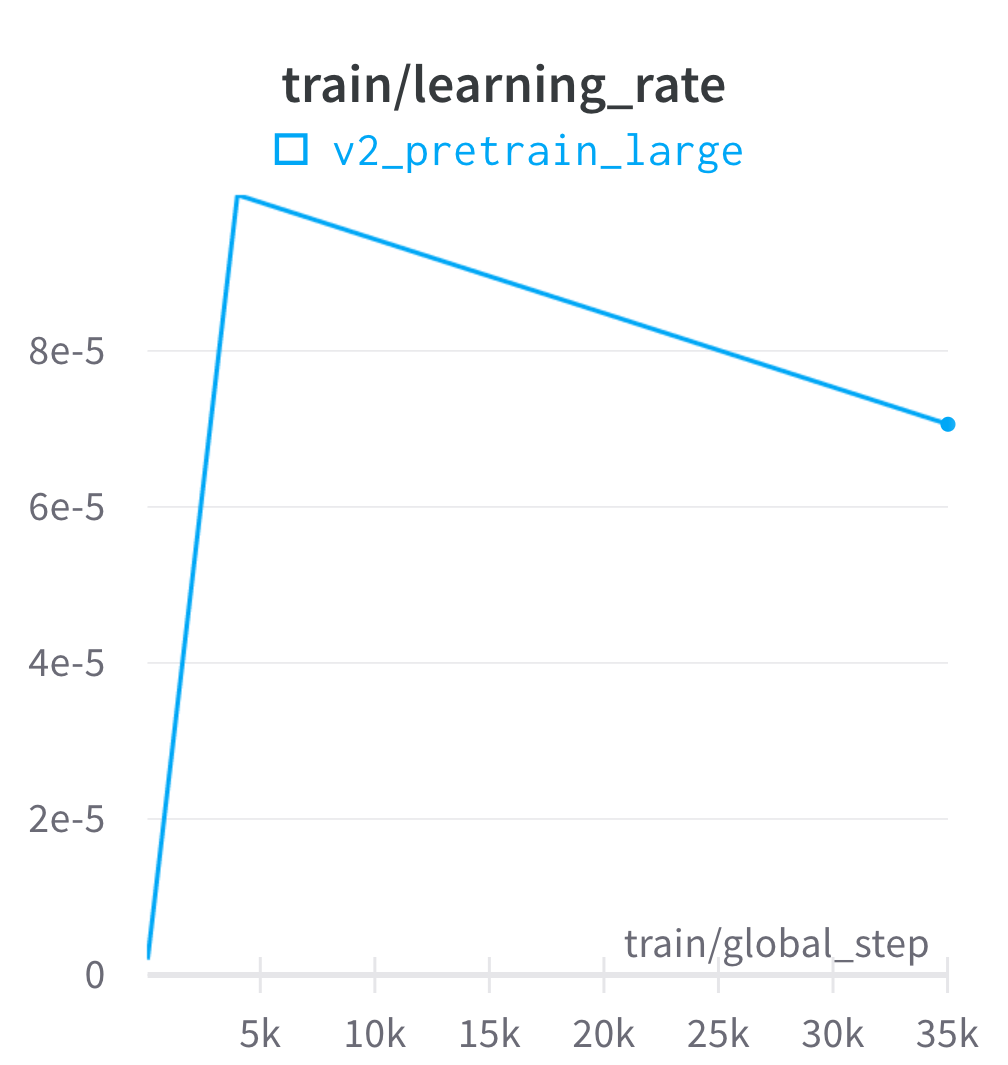 train/learning_rate
v2_pretrain_large
8e-5
6e-5
4e-5
2e-5
0
train/global_step
5k 10k 15k 20k 25k 30k 35k